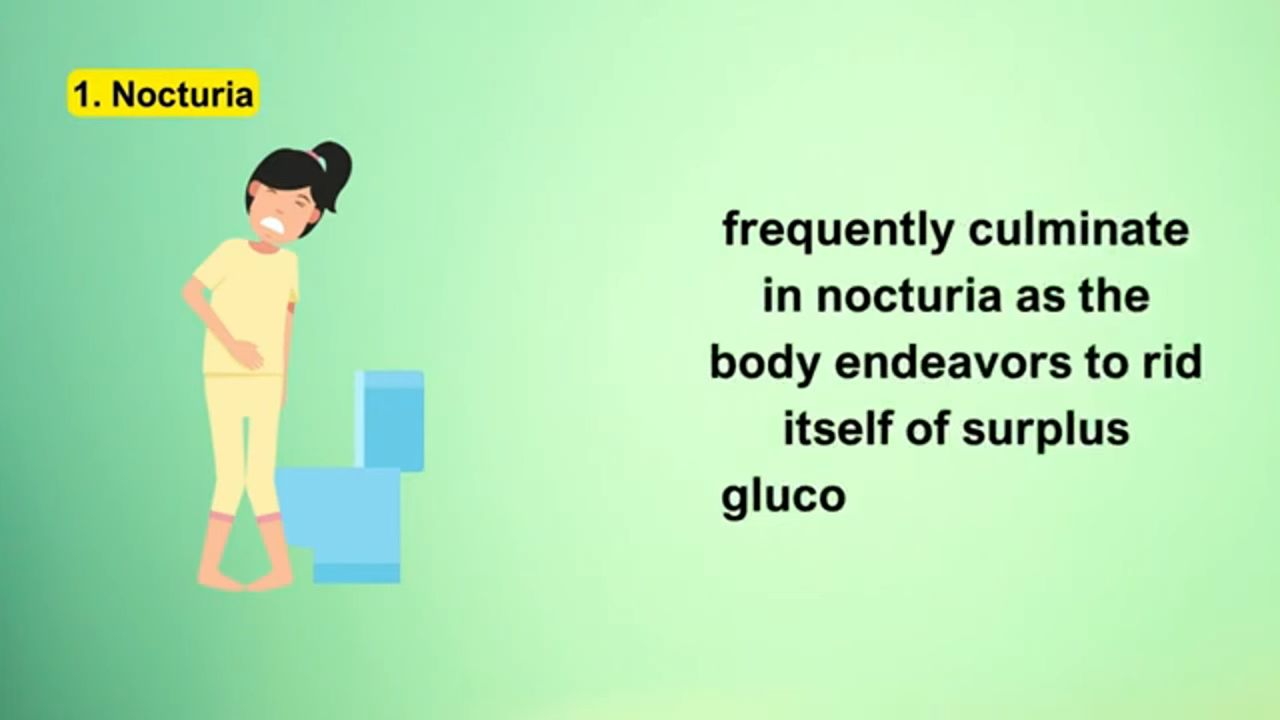 1. Nocturia
frequently culminate
in nocturia as the
body endeavors to rid
itself of surplus
gluco